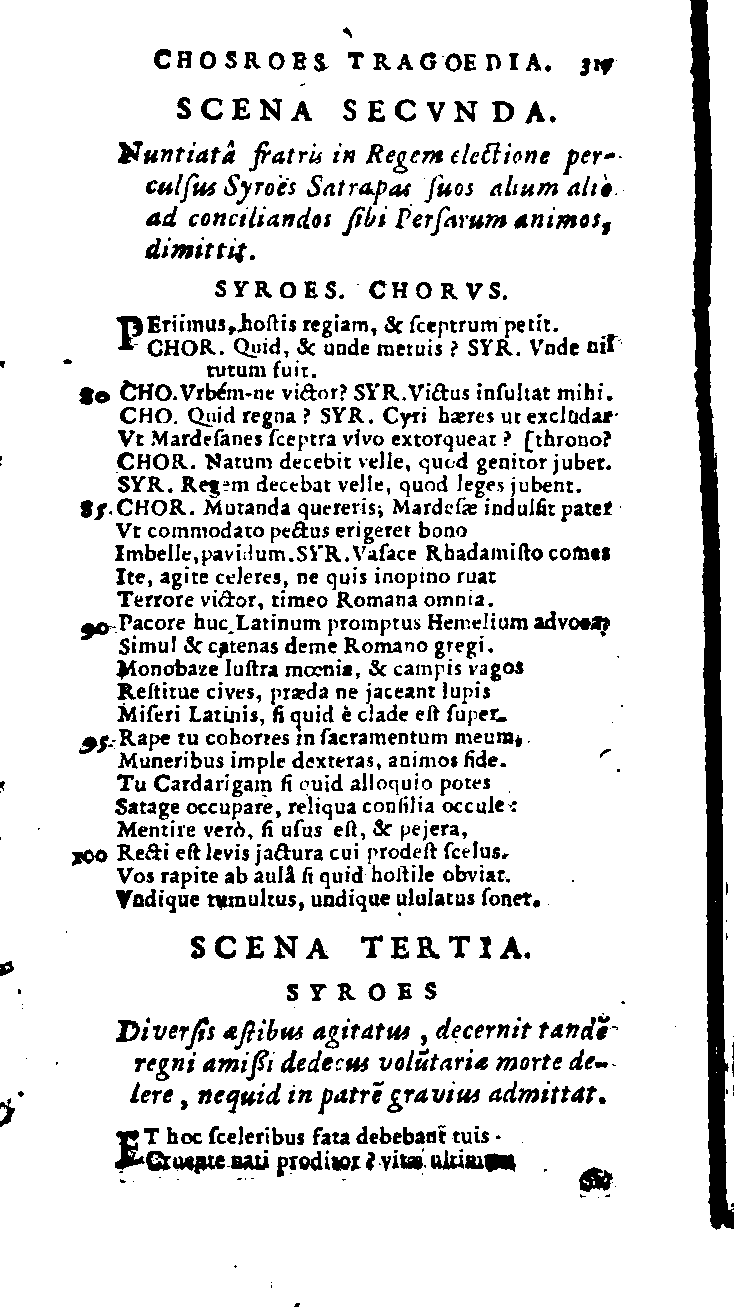 CHOSROES TRAGOEDIA.
SCENA SECVNDA.
Nuntiatâ fratris in Regem electione per-
culſus Syroës Satrapas ſuos alium aliò
ad conciliandos ſibi Perſarum animos,
dimittit.
SYROES. CHORVS.
PEriimus, hoſtis regiam, & ſceptrum petit.
CHOR. Quid, & unde metuis ? SYR. Vnde nil
tutum fuit.
80 CHO. Vrbém-ne victor? SYR. Victus inſultat mihi.
CHO. Quid regna ? SYR. Cyri hæres ut excludar
Vt Mardeſanes ſceptra vivo extorqueat ? [throno?
CHOR. Natum decebit velle, quod genitor jubet.
SYR. Regem decebat velle, quod leges jubent.
85. CHOR. Mutanda quereris; Mardeſæ indulſit pater
Vt commodato pectus erigeret bono
Imbelle, pavidum. SYR. Vaſace Rhadamiſto comes
Ite, agite celeres, ne quis inopino ruat
Terrore victor, timeo Romana omnia.
90. Pacore huc Latinum promptus Hemelium advoca,
Simul & catenas deme Romano gregi.
Monobaze luſtra mœnia, & campis vagos
Reſtitue cives, præda ne jaceant lupis
Miſeri Latinis, ſi quid è clade eſt ſuper.
95. Rape tu cohortes in ſacramentum meum,
Muneribus imple dexteras, animos fide.
Tu Cardarigam ſi quid alloquio potes
Satage occupare, reliqua conſilia occule :
Mentire verò, ſi uſus eſt, & pejera,
100 Recti eſt levis jactura cui prodeſt ſcelus.
Vos rapite ab aulâ ſi quid hoſtile obviat.
Vndique tumultus, undique ululatus ſonet.
SCENA TERTIA.
SYROES
Diverſis æſtibus agitatus , decernit tandẽ
regni amiſſi dedecus volũtaria morte de-
lere , nequid in patrẽ gravius admittat.
ET hoc ſceleribus fata debebant tuis
Cruente nati proditor ? vitæ ultimum